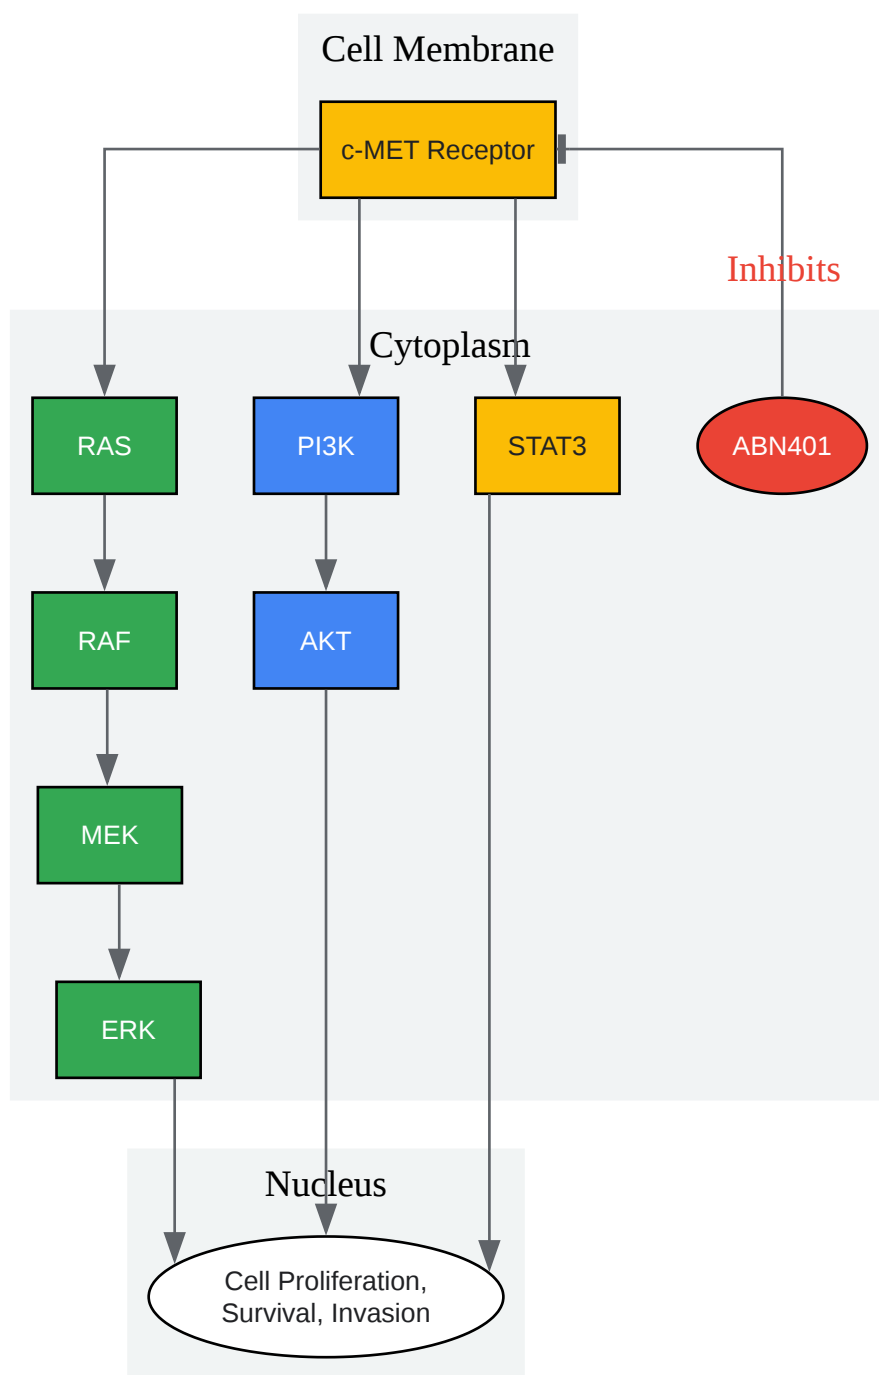 Cell Membrane
c-MET Receptor
Inhibits
Cytoplasm
RAS
PI3K
STAT3
ABN401
RAF
AKT
MEK
ERK
Nucleus
Cell Proliferation,
Survival, Invasion